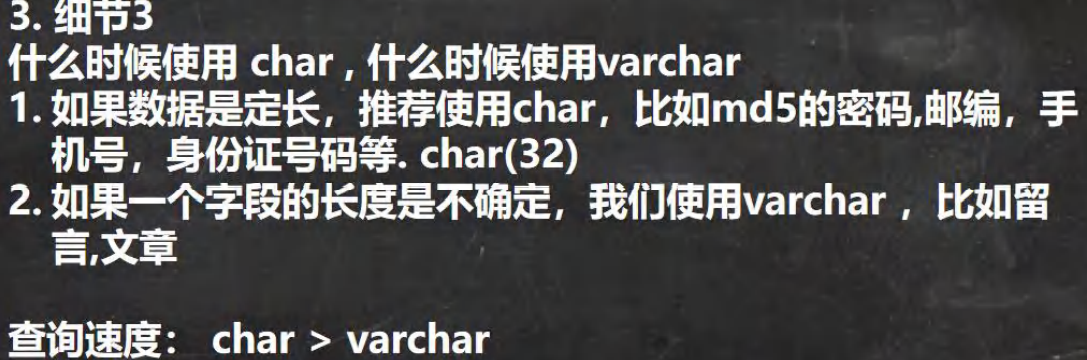 3. 细节3
什么时候使用 char , 什么时候使用varchar
1. 如果数据是定长，推荐使用char，比如md5的密码,邮编，手
机号，身份证号码等. char(32)
2. 如果一个字段的长度是不确定，我们使用varchar ，比如留
言,文章
查询速度： char > varchar